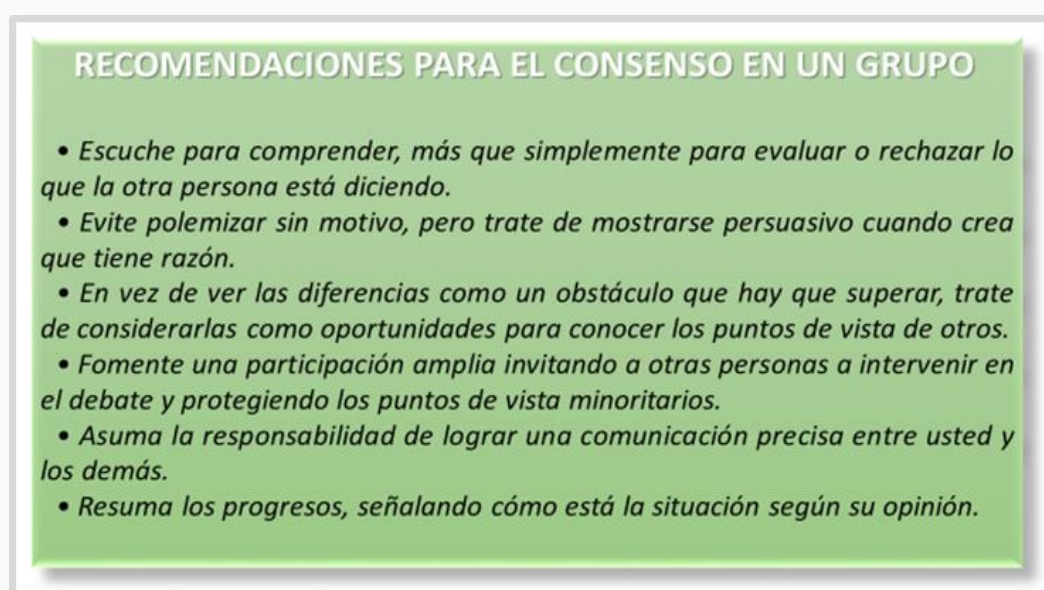 RECOMENDACIONES PARA EL CONSENSO EN UN GRUPO
• Escuche para comprender, más que simplemente para evaluar o rechazar lo
que la otra persona está diciendo.
• Evite polemizar sin motivo, pero trate de mostrarse persuasivo cuando crea
que tiene razón.
• En vez de ver las diferencias como un obstáculo que hay que superar, trate
de considerarlas como oportunidades para conocer los puntos de vista de otros.
• Fomente una participación amplia invitando a otras personas a intervenir en
el debate y protegiendo los puntos de vista minoritarios.
• Asuma la responsabilidad de lograr una comunicación precisa entre usted y
los demás.
• Resuma los progresos, señalando cómo está la situación según su opinión.